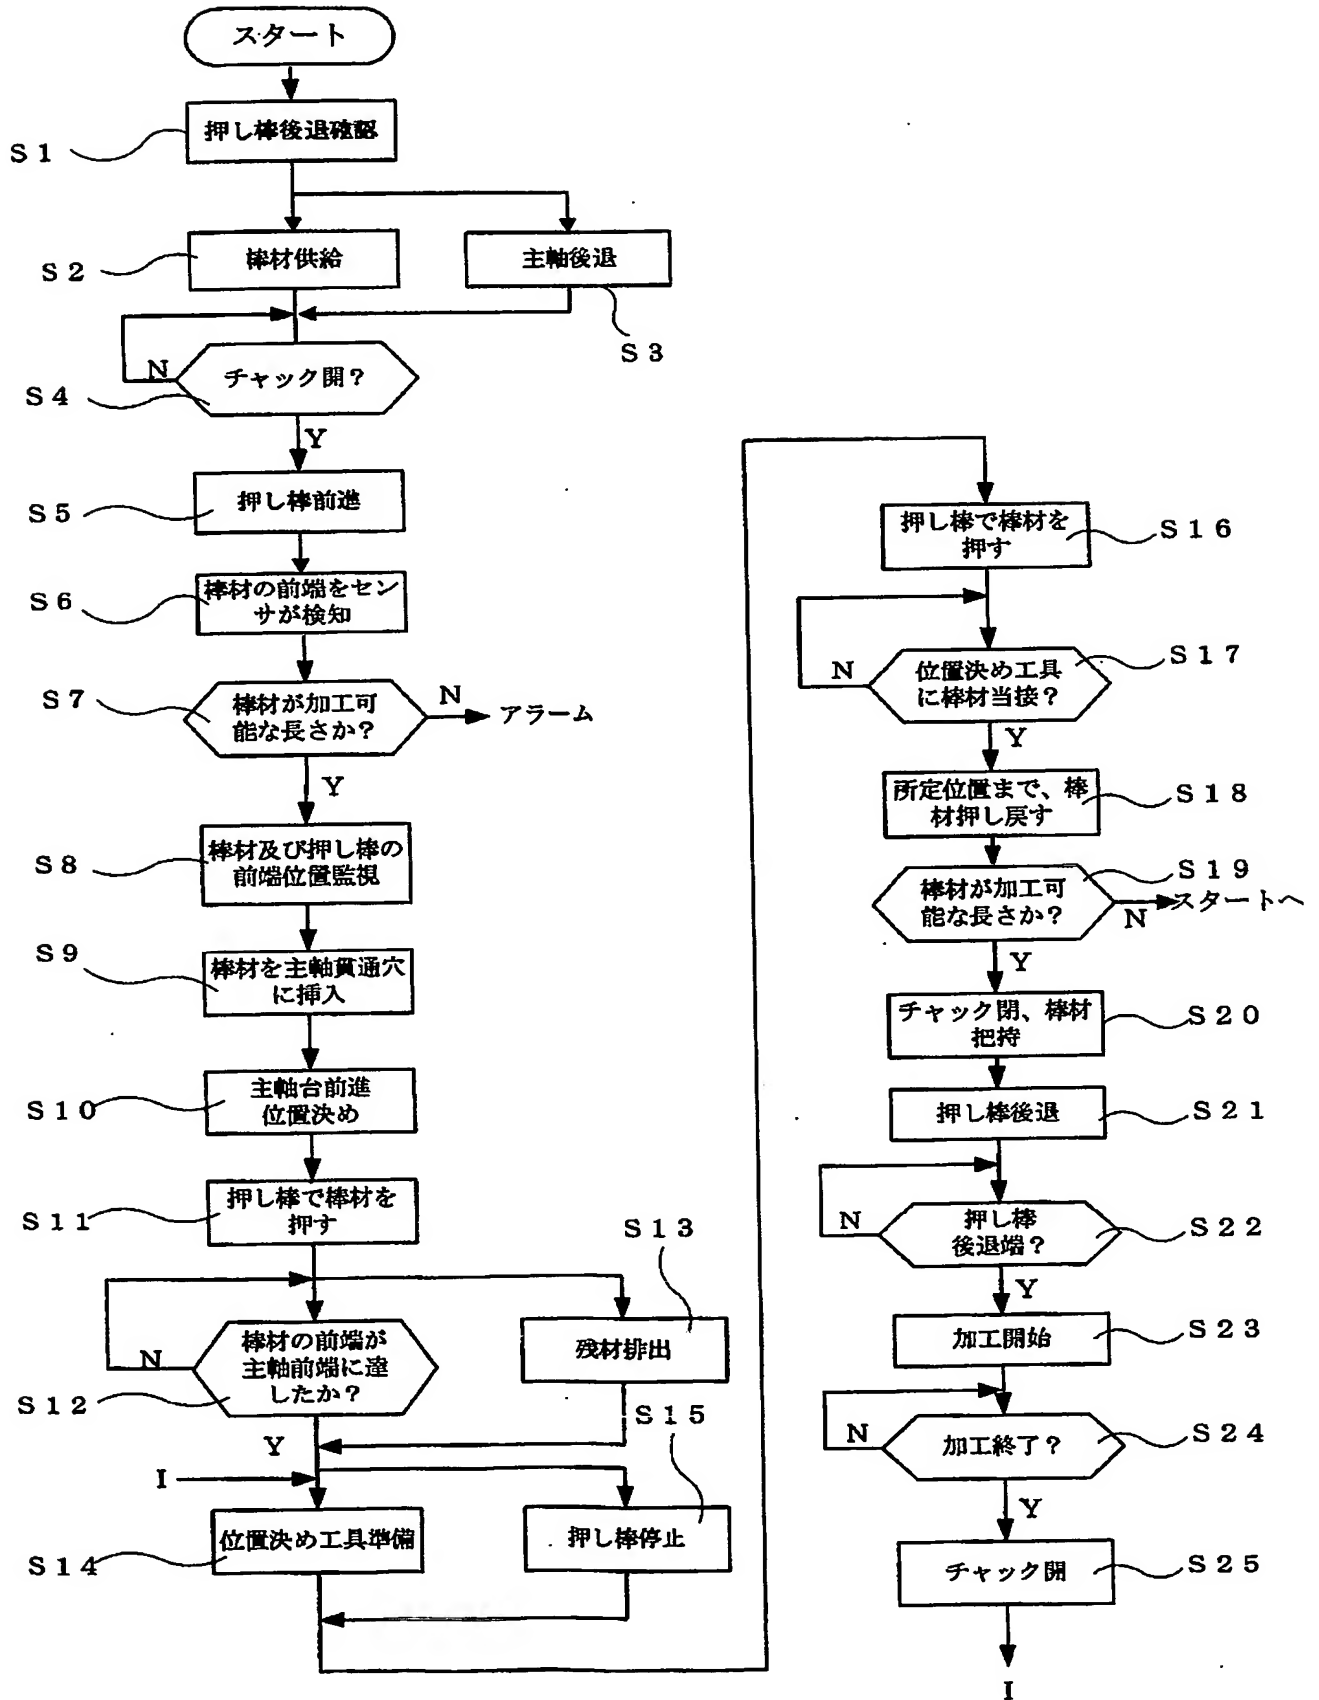 スタート
押し棒後退確認
S1
棒材供給
S2
主軸後退
S3
チャック開？
N
S4
Y
押し棒前進
S5
棒材の前端をセン
サが検知
S6
棒材が加工可
能な長さか？
S7
N
アラーム
Y
棒材及び押し棒の
前端位置監視
S8
棒材を主軸貫通穴
に挿入
S9
主軸台前進
位置決め
S10
押し棒で棒材を
押す
S11
棒材の前端が
主軸前端に達
したか？
N
S12
S13
残材排出
Y
I
S15
位置決め工具準備
S14
押し棒停止
押し棒で棒材を
押す
S16
位置決め工具
に棒材当接？
N
S17
Y
所定位置まで、棒
材押し戻す
S18
棒材が加工可
能な長さか？
S19
N
スタートへ
Y
チャック閉、棒材
把持
S20
押し棒後退
S21
押し棒
後退端？
N
S22
Y
加工開始
S23
加工終了？
N
S24
Y
チャック開
S25
I